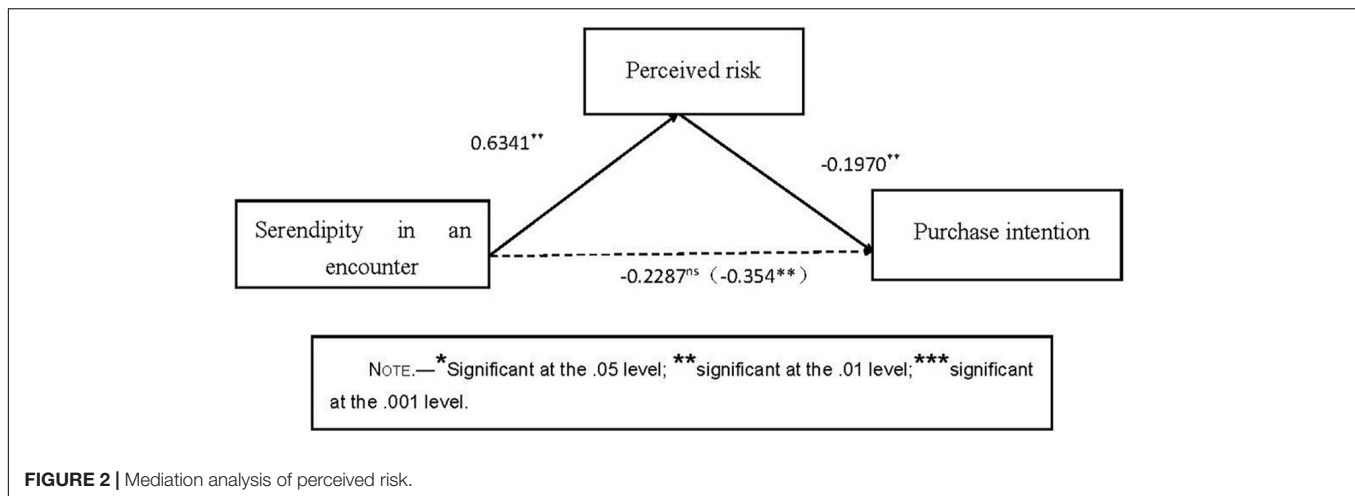 Perceived risk
0.6341**
-0.1970**
Serendipity in an
encounter
Purchase intention
-0.2287ns（-0.354**）
NOTE.—*Significant at the .05 level; **significant at the .01 level;***significant
at the .001 level.
FIGURE 2 | Mediation analysis of perceived risk.